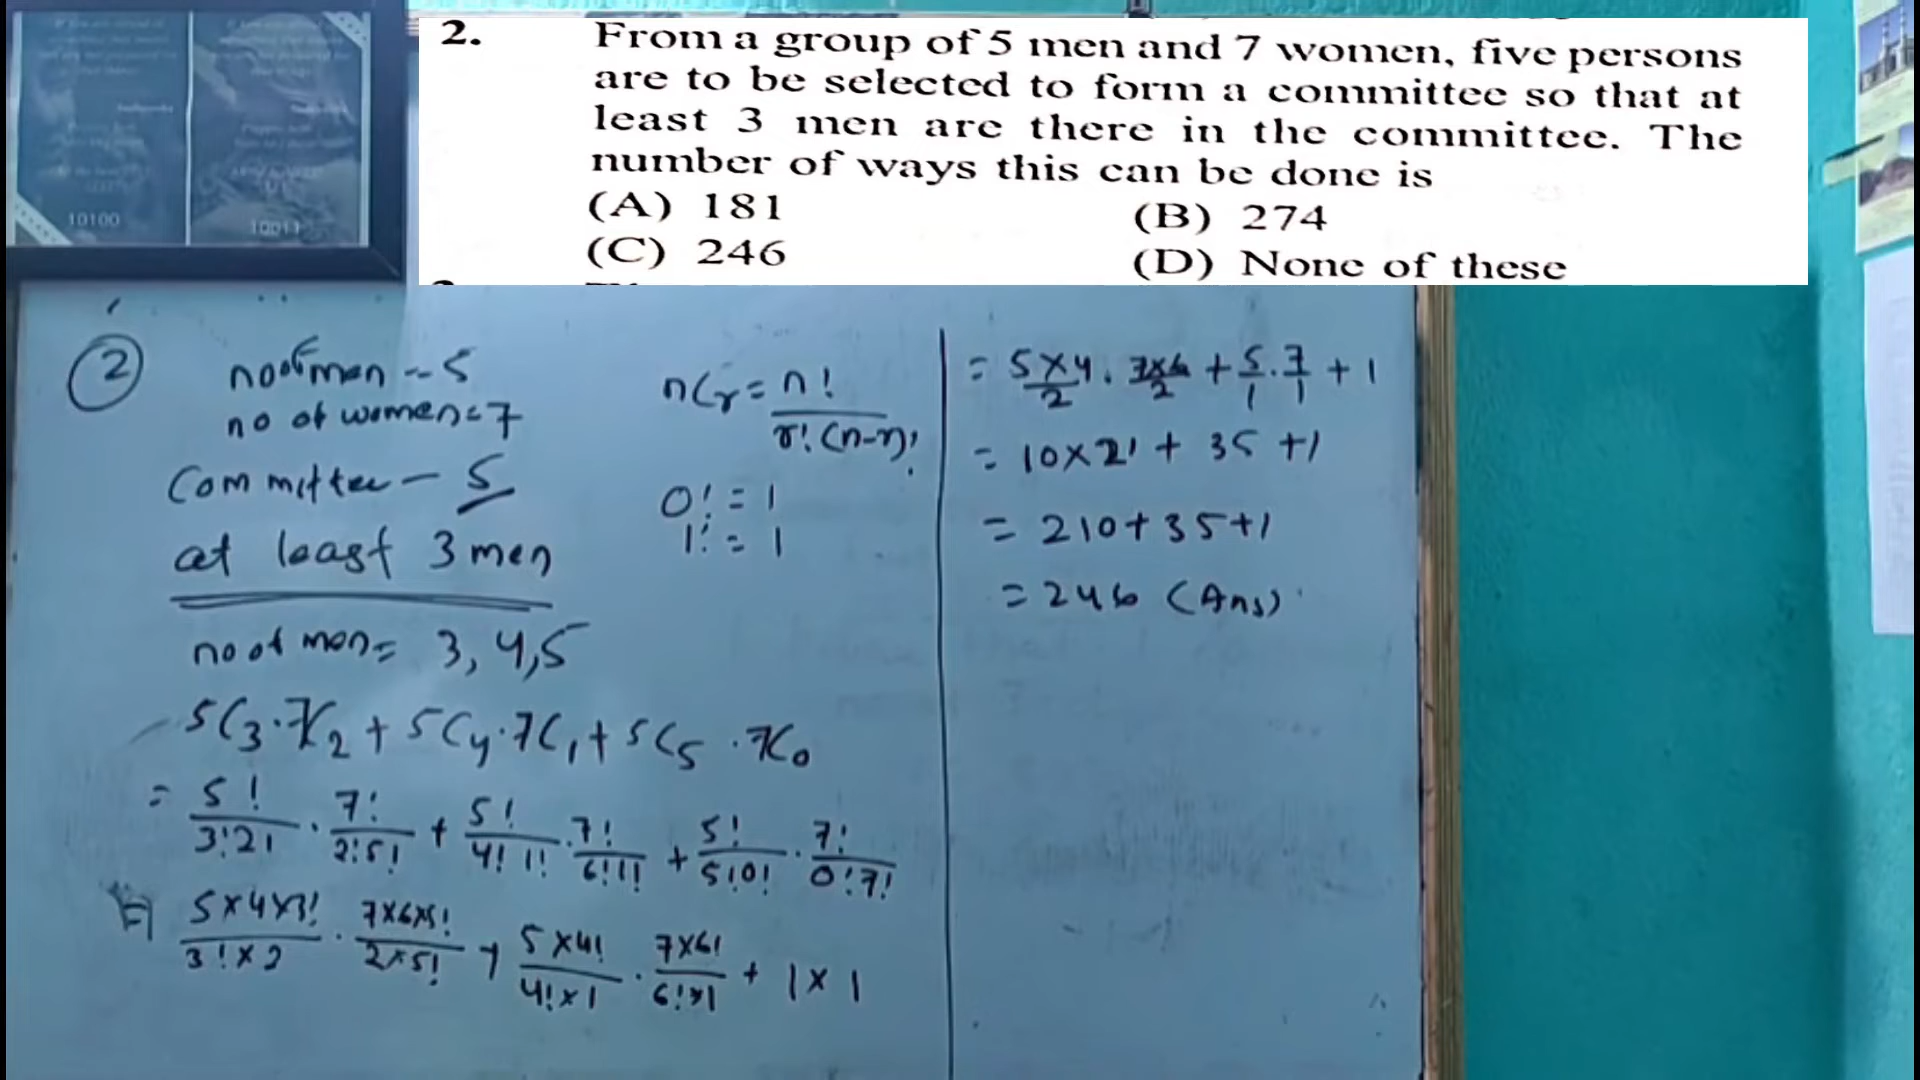 10100
10011
2. From a group of 5 men and 7 women, five persons
are to be selected to form a committee so that at
least 3 men are there in the committee. The
number of ways this can be done is
(A) 181 (B) 274
(C) 246 (D) None of these
②
no of men - 5
no of women = 7
Committee - 5
at least 3 men
no of men = 3, 4, 5
5C3·7C2 + 5C4·7C1 + 5C5·7C0
= 5!/3!2! · 7!/2!5! + 5!/4!1! · 7!/6!1! + 5!/5!0! · 7!/0!7!
= 5×4×3!/3!×2 · 7×6×5!/2×5! + 5×4!/4!×1 · 7×6!/6!×1 + 1×1
nCr = n!/r!(n-r)!
0! = 1
1! = 1
= 5×4/2 · 7×6/2 + 5/1 · 7/1 + 1
= 10×21 + 35 + 1
= 210 + 35 + 1
= 246 (Ans)